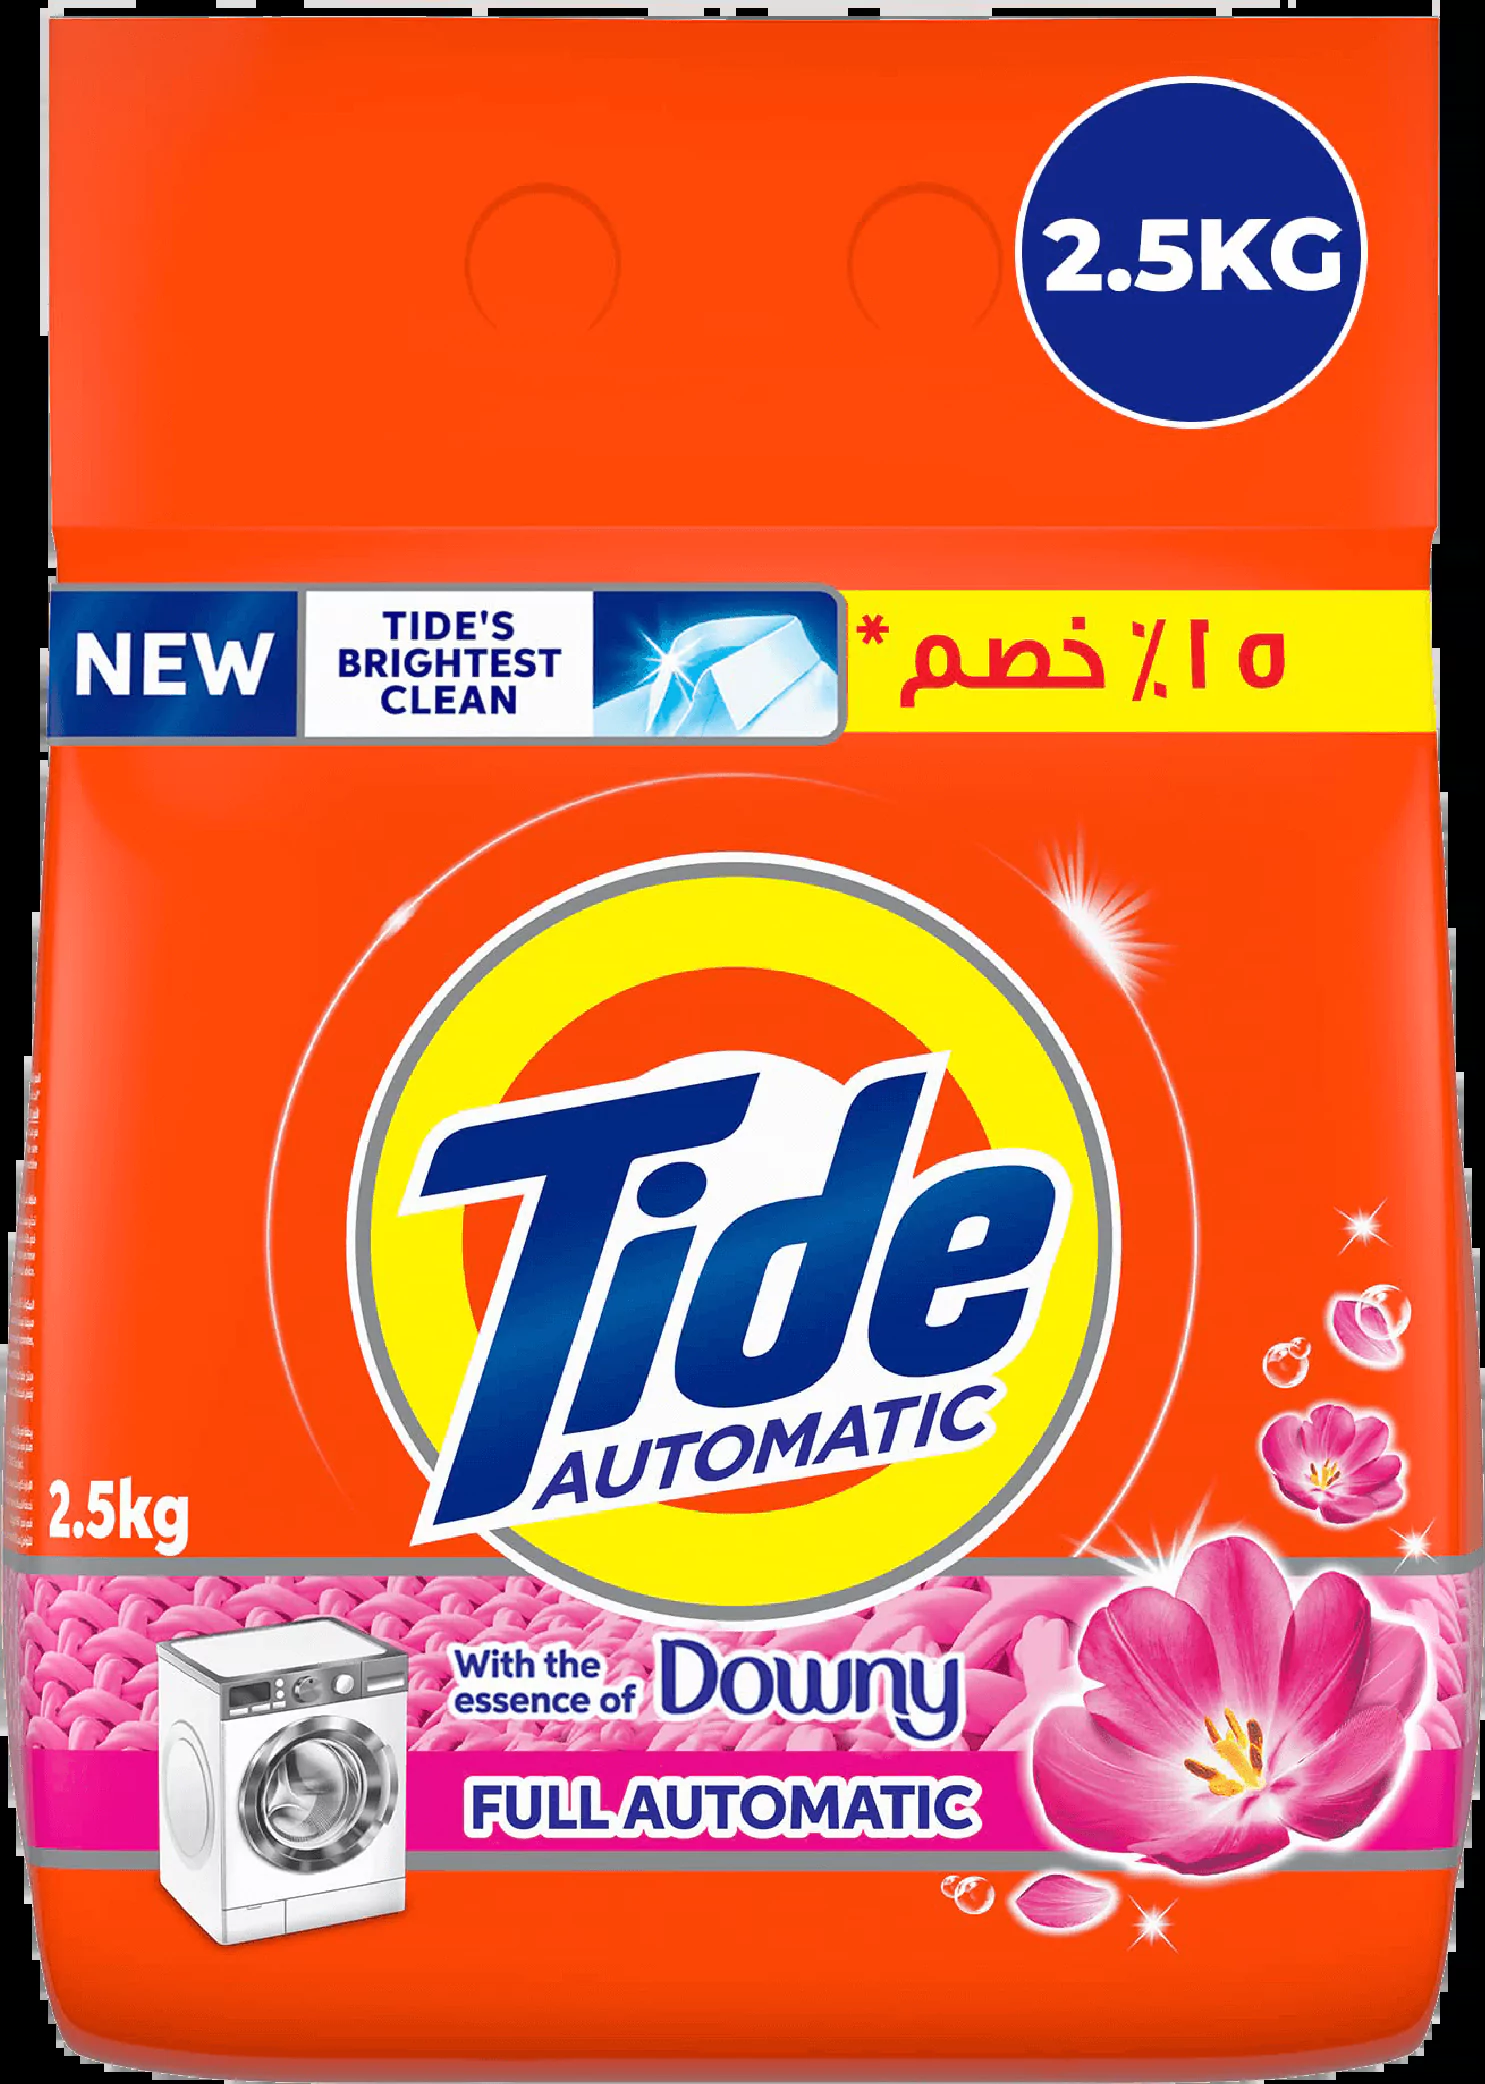 2.5KG
NEW
TIDE'S
BRIGHTEST
CLEAN
١٥٪ خصم*
Tide
AUTOMATIC
2.5kg
With the
essence of
Downy
FULL AUTOMATIC